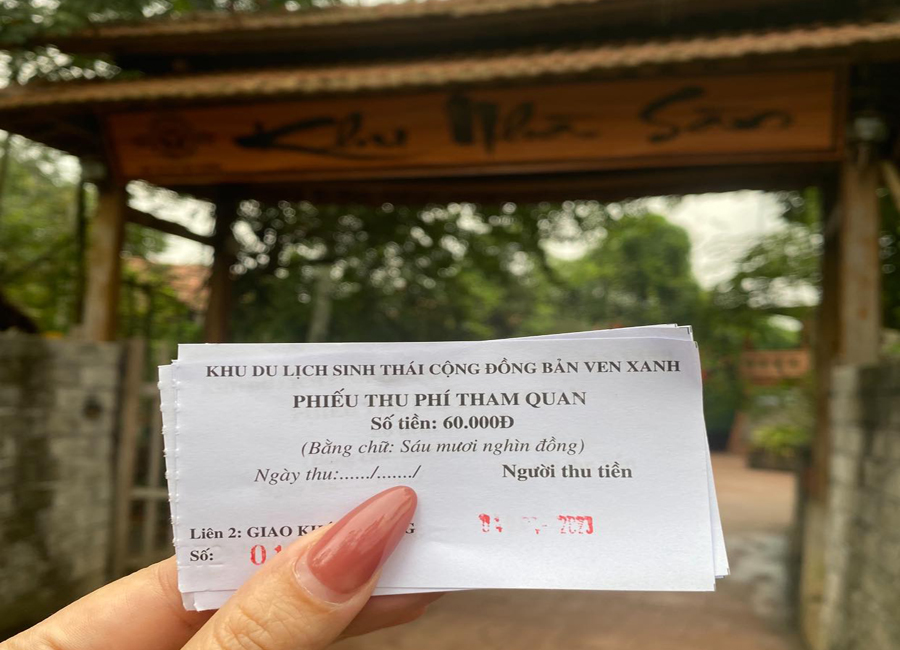 Khu Nhà Sàn
KHU DU LỊCH SINH THÁI CỘNG ĐỒNG BẢN VEN XANH
PHIẾU THU PHÍ THAM QUAN
Số tiền: 60.000Đ
(Bằng chữ: Sáu mươi nghìn đồng)
Ngày thu:....../......./ Người thu tiền
Liên 2: GIAO
2023
Số: